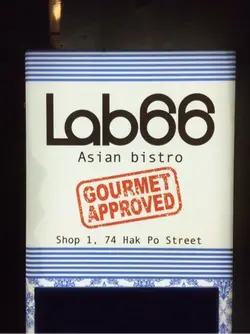 Lab66
Asian bistro
GOURMET
APPROVED
Shop 1, 74 Hak Po Street